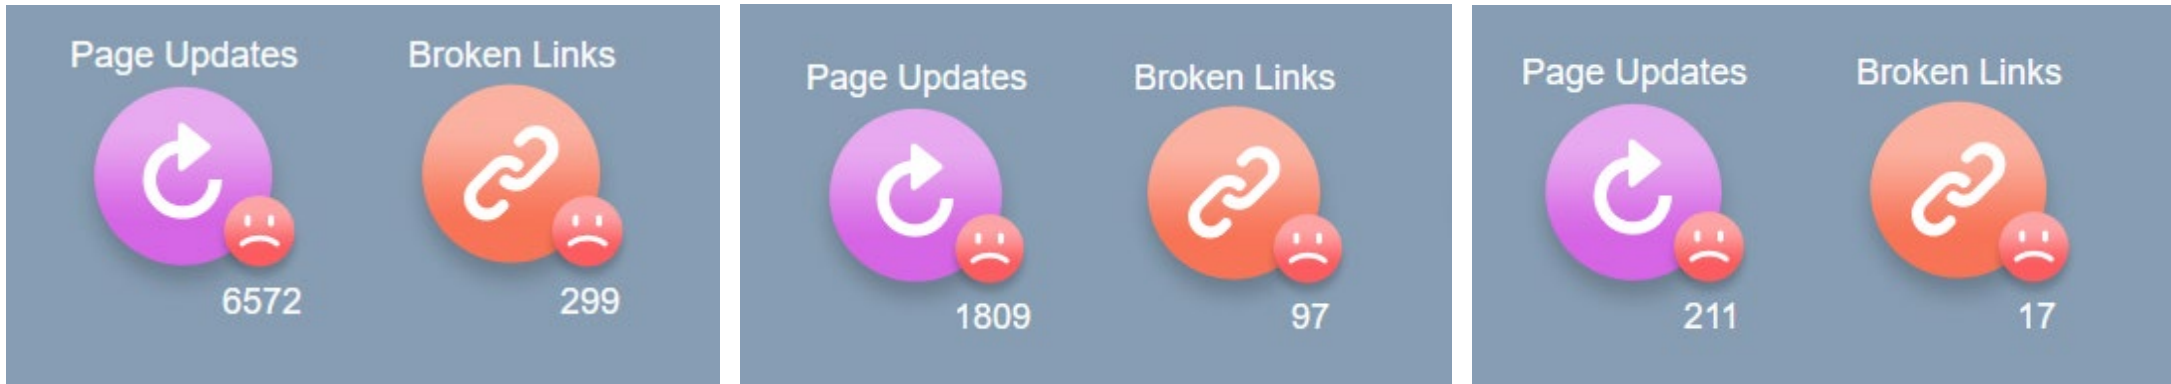 Page Updates Broken Links
6572 299
Page Updates Broken Links
1809 97
Page Updates Broken Links
211 17